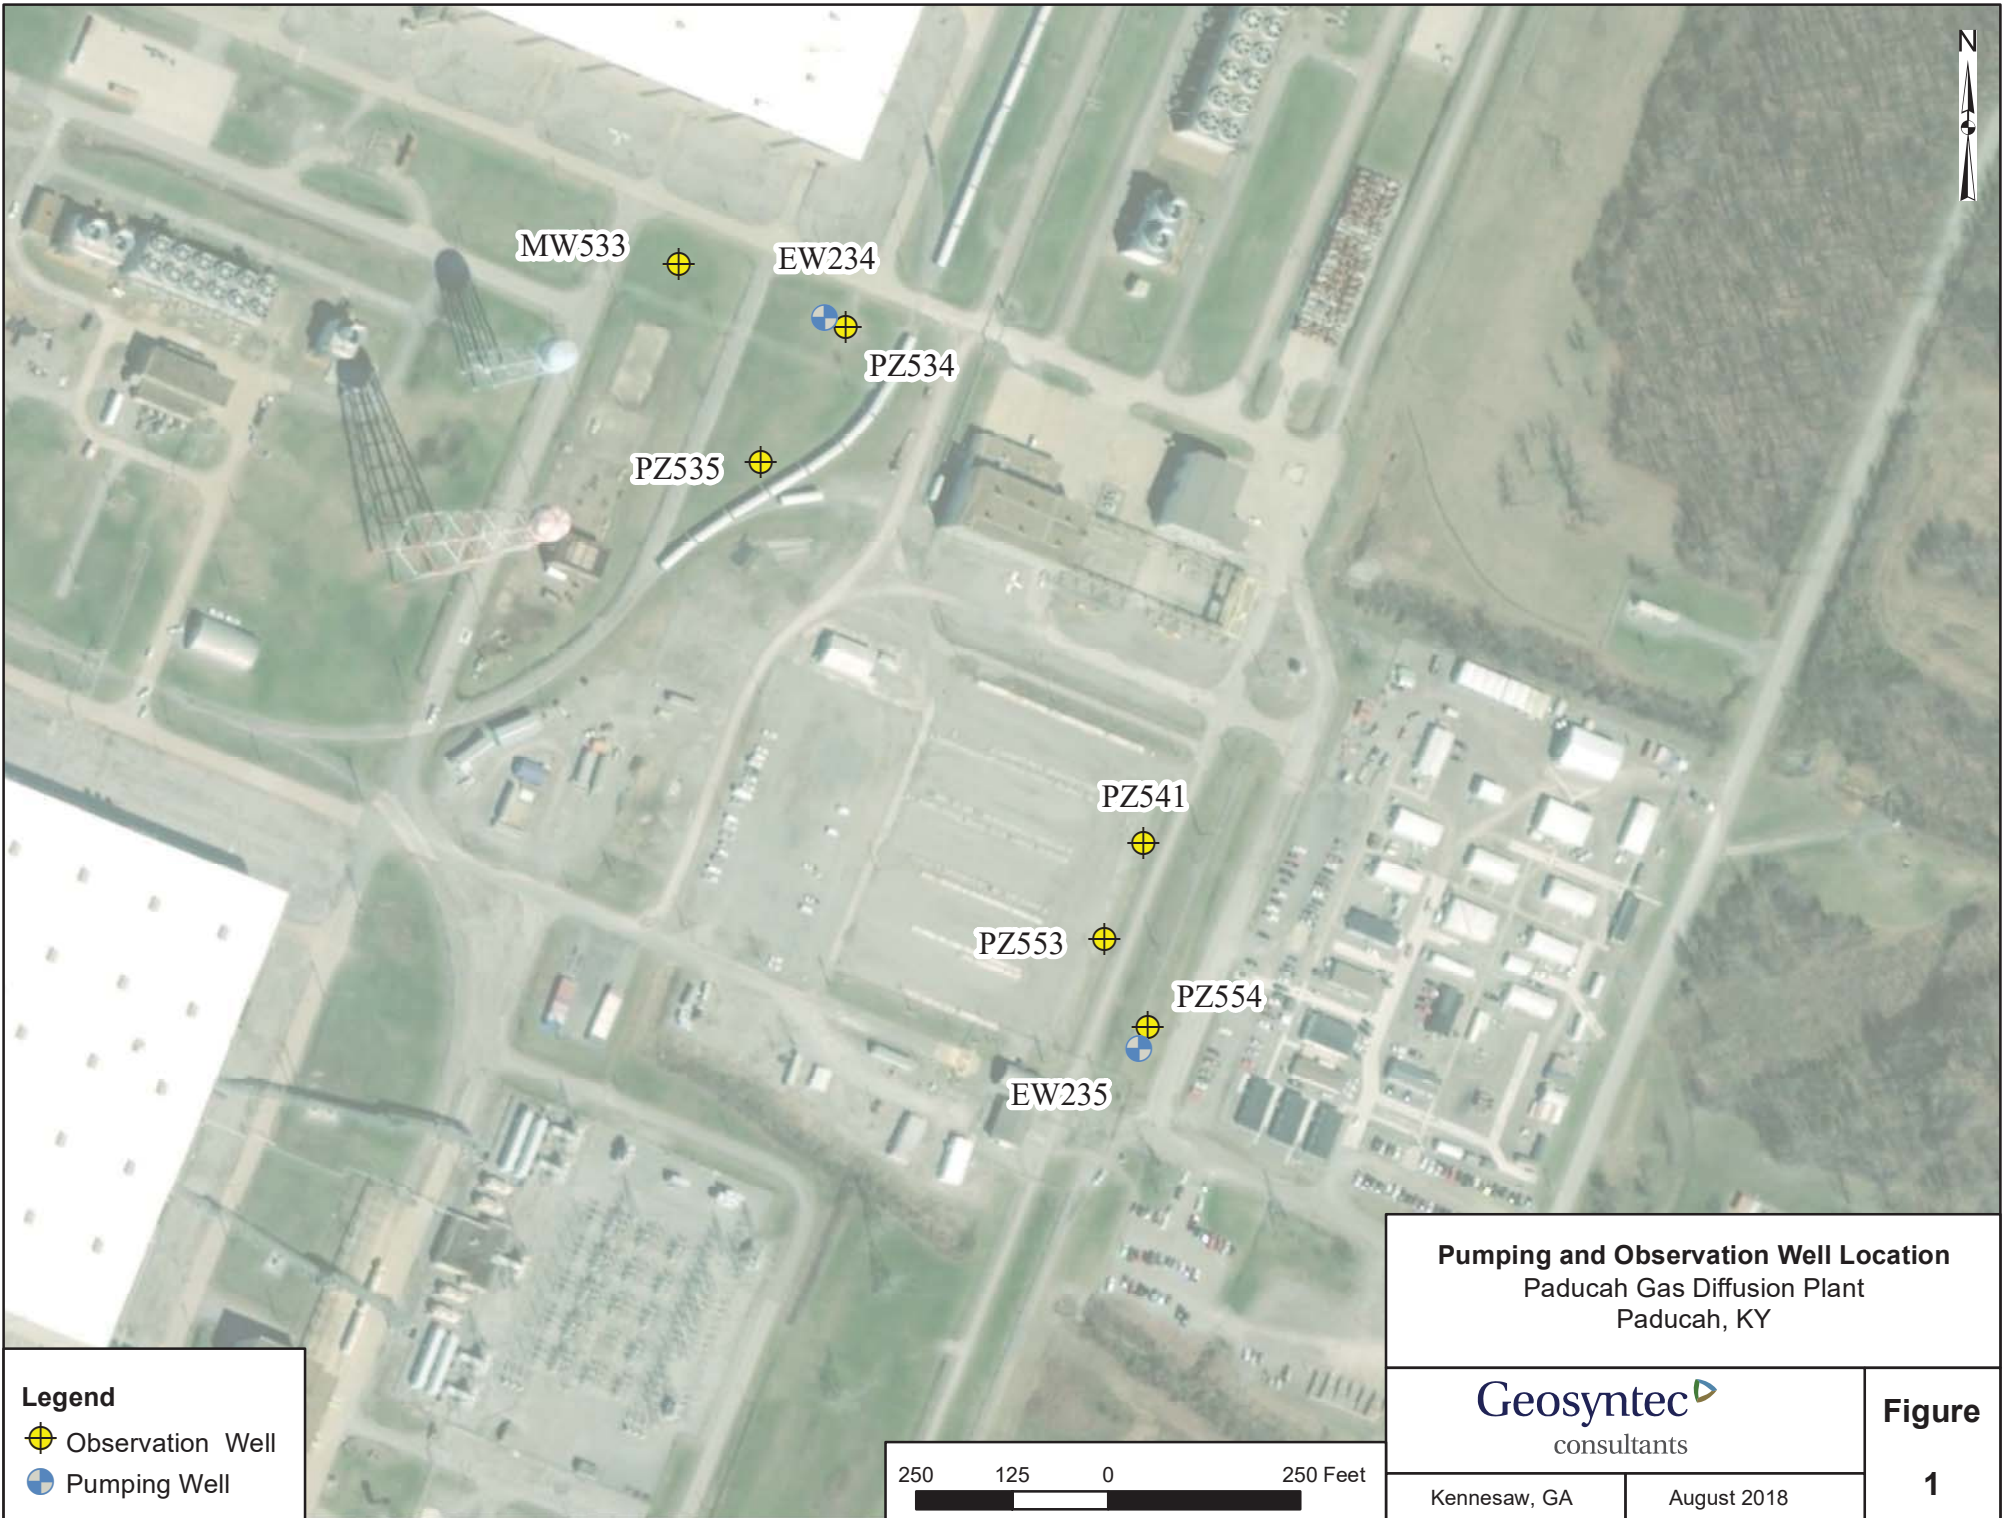 N
MW533
EW234
PZ534
PZ535
PZ541
PZ553
PZ554
EW235
Legend
Observation Well
Pumping Well
250 125 0 250 Feet
Pumping and Observation Well Location
Paducah Gas Diffusion Plant
Paducah, KY
Geosyntec
consultants
Kennesaw, GA
August 2018
Figure
1